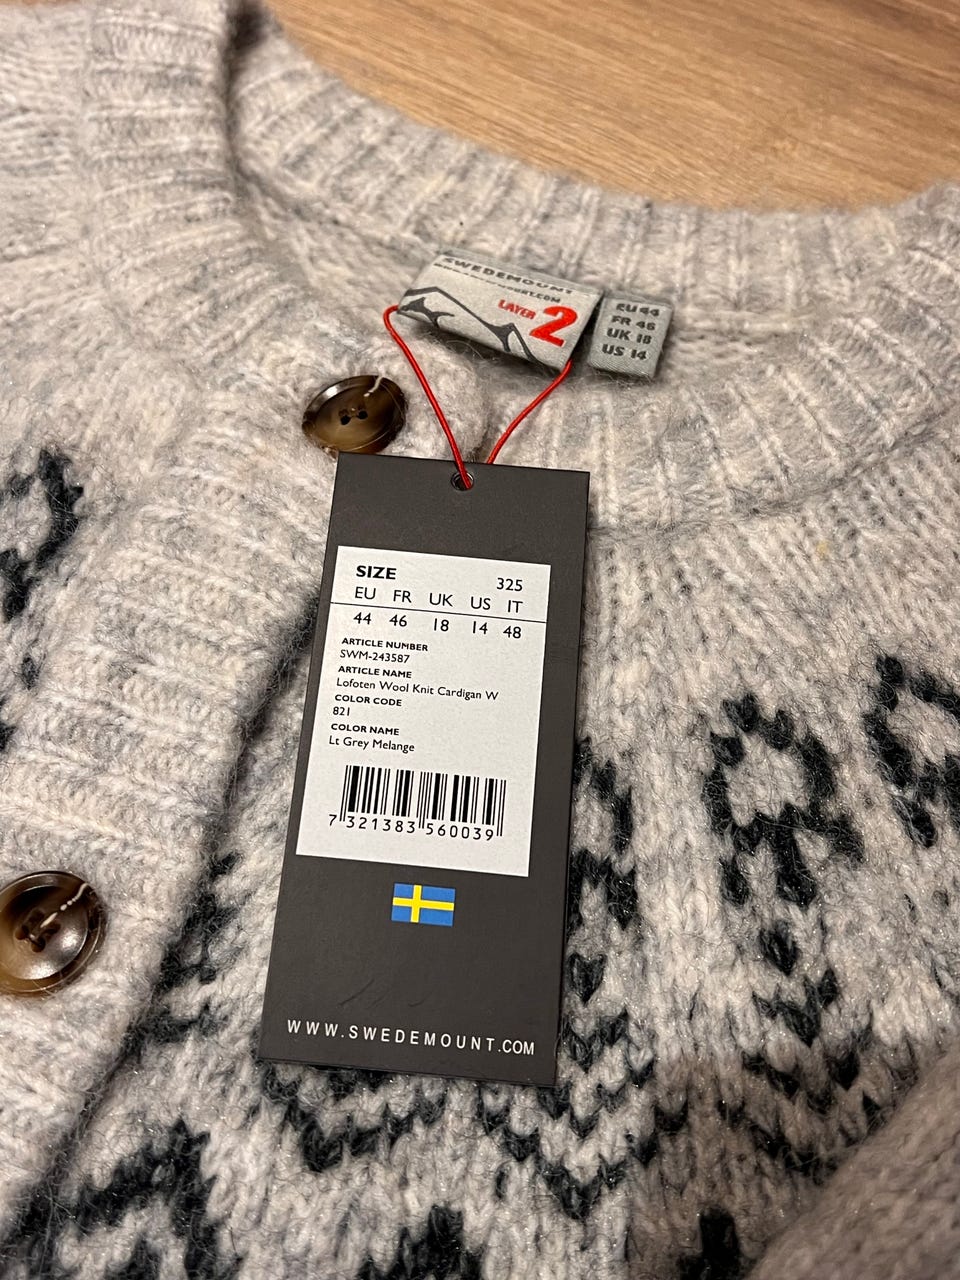 SWEDEMOUNT
LAYER 2
EU 44
FR 46
UK 18
US 14
SIZE 325
EU FR UK US IT
44 46 18 14 48
ARTICLE NUMBER
SWM-243587
ARTICLE NAME
Lofoten Wool Knit Cardigan W
COLOR CODE
821
COLOR NAME
Lt Grey Melange
7 321383 560039
WWW.SWEDEMOUNT.COM